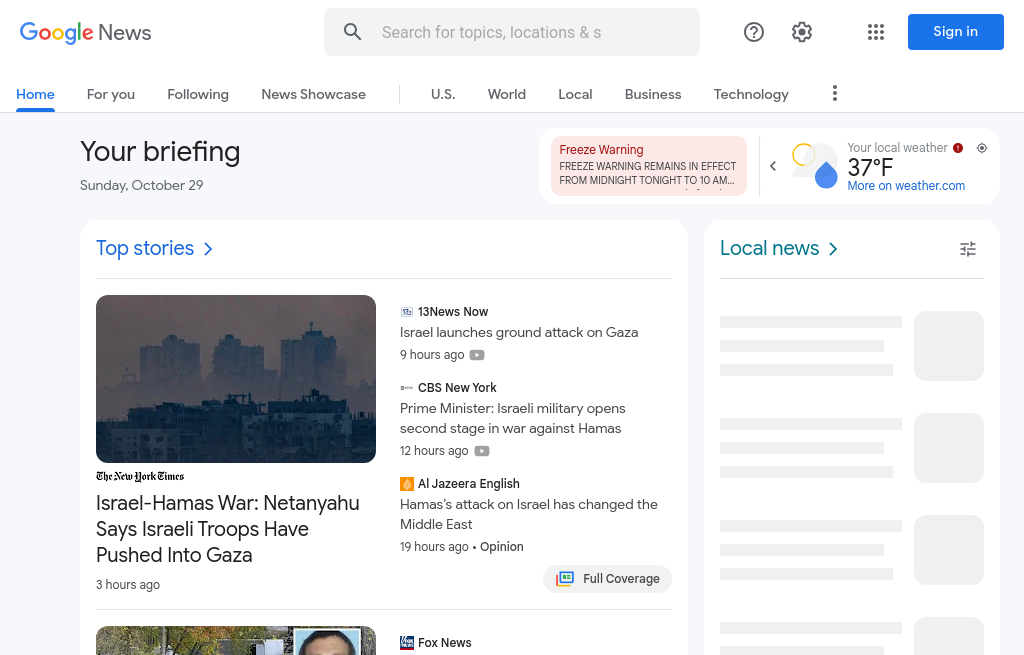 Google News
Search for topics, locations & s
Sign in
Home
For you
Following
News Showcase
U.S.
World
Local
Business
Technology
Your briefing
Sunday, October 29
Freeze Warning
FREEZE WARNING REMAINS IN EFFECT
FROM MIDNIGHT TONIGHT TO 10 AM...
Your local weather
37°F
More on weather.com
Top stories
The New York Times
Israel-Hamas War: Netanyahu
Says Israeli Troops Have
Pushed Into Gaza
3 hours ago
13News Now
Israel launches ground attack on Gaza
9 hours ago
CBS New York
Prime Minister: Israeli military opens
second stage in war against Hamas
12 hours ago
Al Jazeera English
Hamas's attack on Israel has changed the
Middle East
19 hours ago • Opinion
Full Coverage
Fox News
Local news